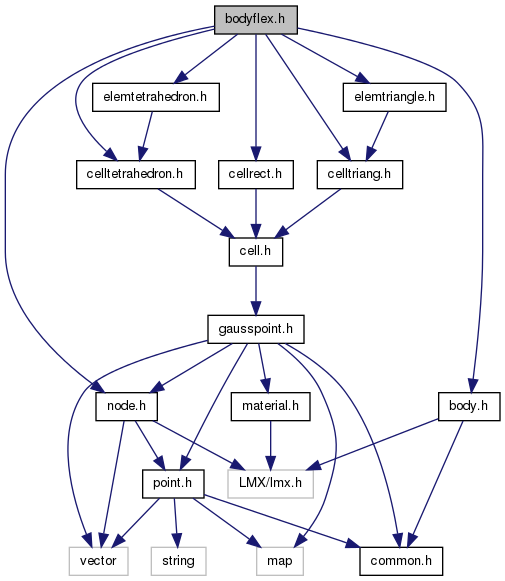 bodyflex.h
elemtetrahedron.h
elemtriangle.h
celltetrahedron.h
cellrect.h
celltriang.h
cell.h
gausspoint.h
node.h
material.h
body.h
point.h
LMX/lmx.h
vector
string
map
common.h